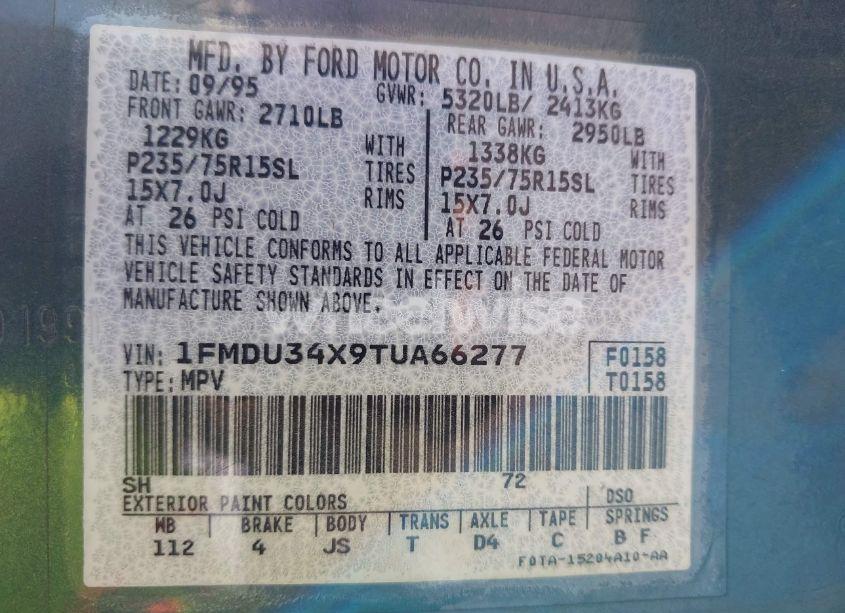 MFD. BY FORD MOTOR CO. IN U.S.A.
DATE: 09/95 GVWR: 5320LB/ 2413KG
FRONT GAWR: 2710LB REAR GAWR: 2950LB
1229KG WITH 1338KG WITH
P235/75R15SL TIRES P235/75R15SL TIRES
15X7.0J RIMS 15X7.0J RIMS
AT 26 PSI COLD AT 26 PSI COLD
THIS VEHICLE CONFORMS TO ALL APPLICABLE FEDERAL MOTOR
VEHICLE SAFETY STANDARDS IN EFFECT ON THE DATE OF
MANUFACTURE SHOWN ABOVE.
VIN: 1FMDU34X9TUA66277 F0158
TYPE: MPV T0158
SH 72
EXTERIOR PAINT COLORS DSO
WB BRAKE BODY TRANS AXLE TAPE SPRINGS
112 4 JS T D4 C B F
F0TA-15204A10-AA